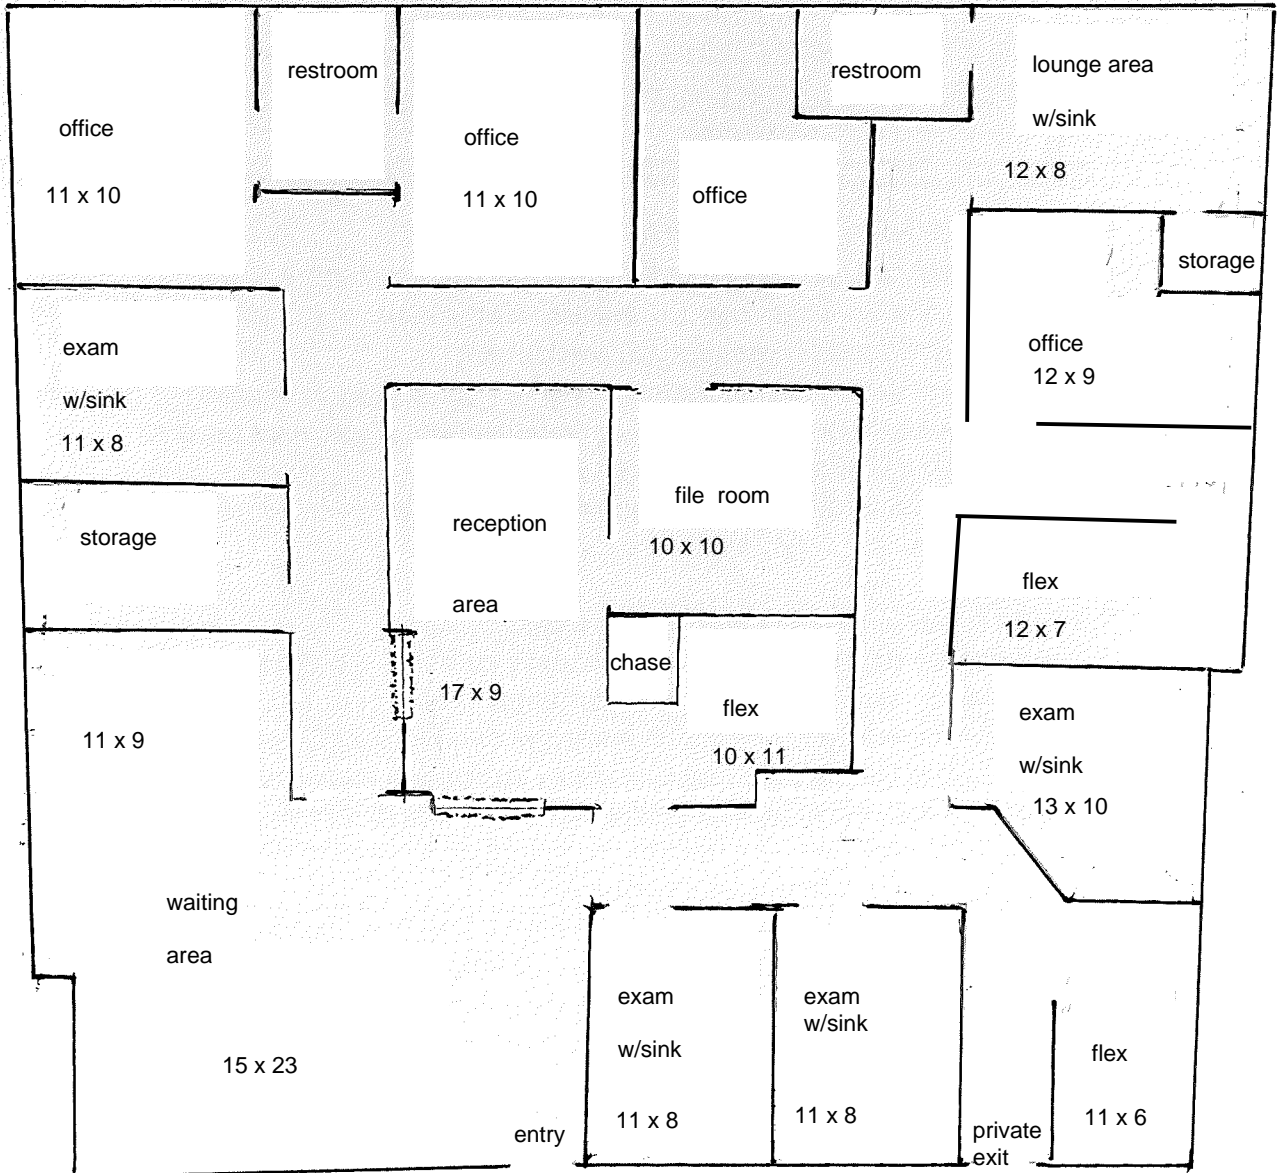 restroom
restroom
lounge area
w/sink
12 x 8
office
11 x 10
office
11 x 10
office
storage
exam
w/sink
11 x 8
office
12 x 9
storage
reception
area
17 x 9
file  room
10 x 10
flex
12 x 7
chase
flex
10 x 11
11 x 9
exam
w/sink
13 x 10
waiting
area
15 x 23
exam
w/sink
11 x 8
exam
w/sink
11 x 8
flex
11 x 6
entry
private
exit